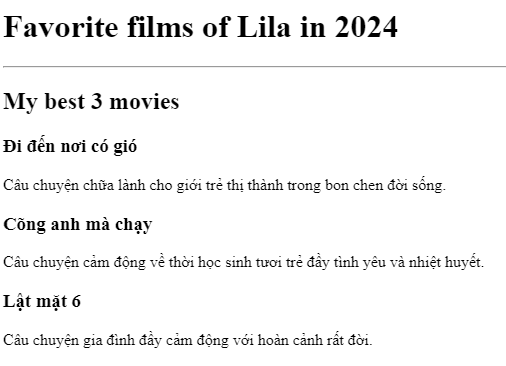 Favorite films of Lila in 2024
My best 3 movies
Đi đến nơi có gió
Câu chuyện chữa lành cho giới trẻ thị thành trong bon chen đời sống.
Cõng anh mà chạy
Câu chuyện cảm động về thời học sinh tươi trẻ đầy tình yêu và nhiệt huyết.
Lật mặt 6
Câu chuyện gia đình đầy cảm động với hoàn cảnh rất đời.